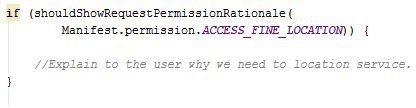 if (shouldShowRequestPermissionRationale(
Manifest.permission.ACCESS_FINE_LOCATION)) {
//Explain to the user why we need to location service.
}